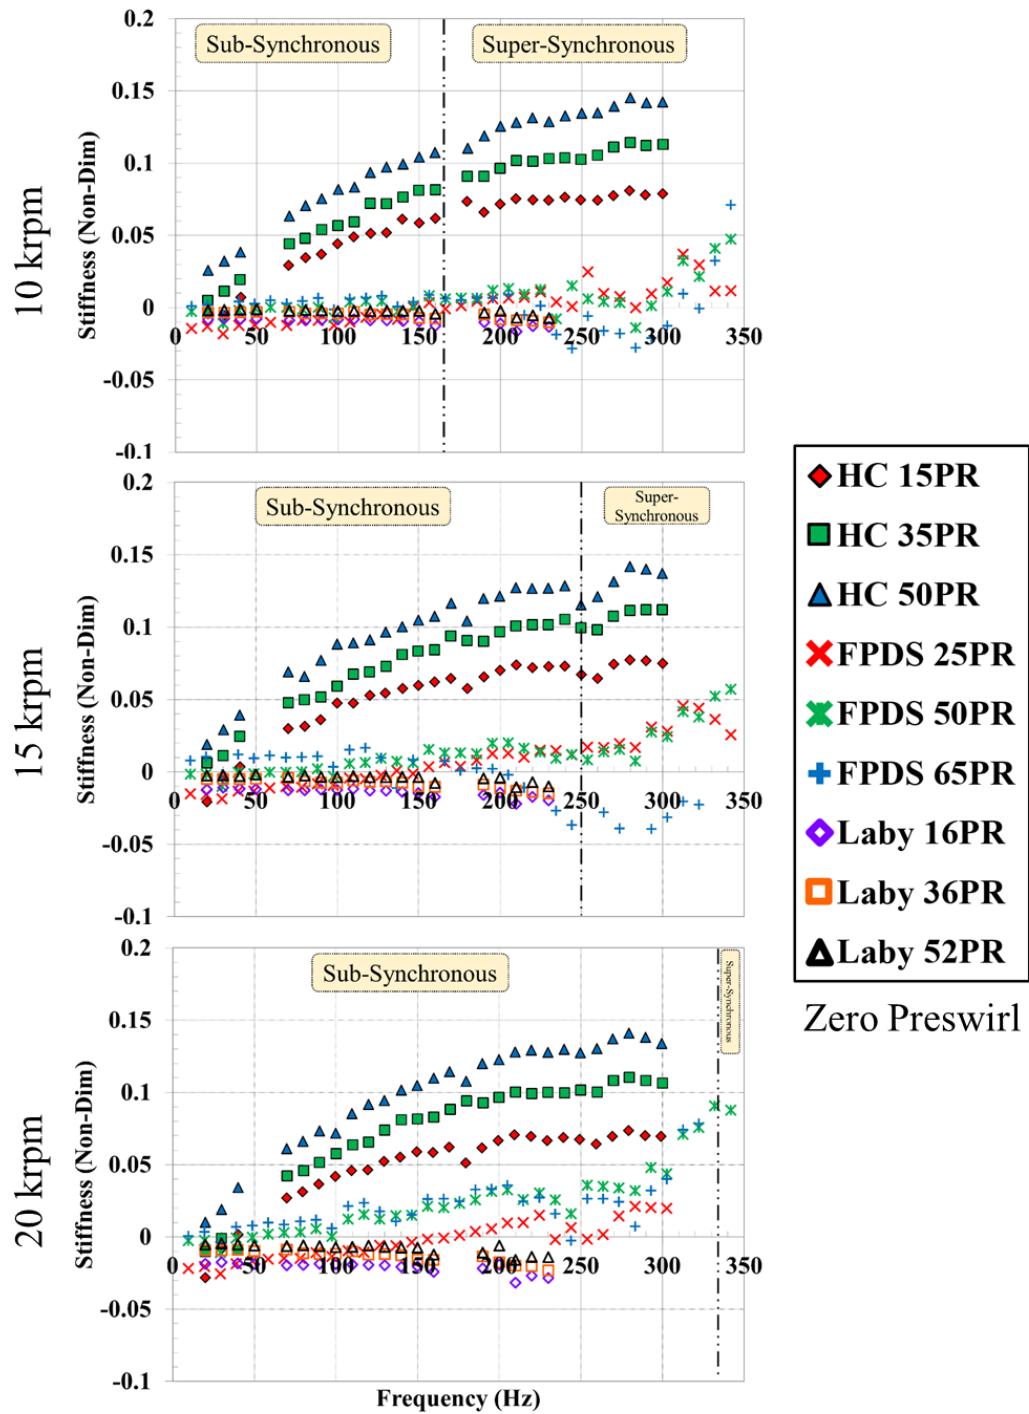 10 krpm
Stiffness (Non-Dim)
0.2
0.15
0.1
0.05
0
-0.05
-0.1
Sub-Synchronous
Super-Synchronous
0 50 100 150 200 250 300 350
15 krpm
Stiffness (Non-Dim)
0.2
0.15
0.1
0.05
0
-0.05
-0.1
Sub-Synchronous
Super-
Synchronous
0 50 100 150 200 250 300 350
20 krpm
Stiffness (Non-Dim)
0.2
0.15
0.1
0.05
0
-0.05
-0.1
Sub-Synchronous
Super-Synchronous
0 50 100 150 200 250 300 350
Frequency (Hz)
HC 15PR
HC 35PR
HC 50PR
FPDS 25PR
FPDS 50PR
FPDS 65PR
Laby 16PR
Laby 36PR
Laby 52PR
Zero Preswirl